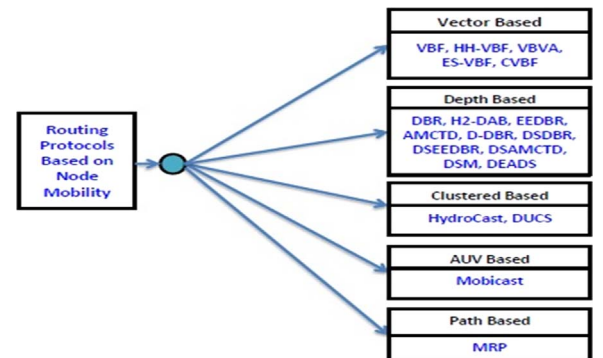 Routing
Protocols
Based on
Node
Mobility
Vector Based
VBF, HH-VBF, VBVA,
ES-VBF, CVBF
Depth Based
DBR, H2-DAB, EEDBR,
AMCTD, D-DBR, DSDBR,
DSEEDBR, DSAMCTD,
DSM, DEADS
Clustered Based
HydroCast, DUCS
AUV Based
Mobicast
Path Based
MRP